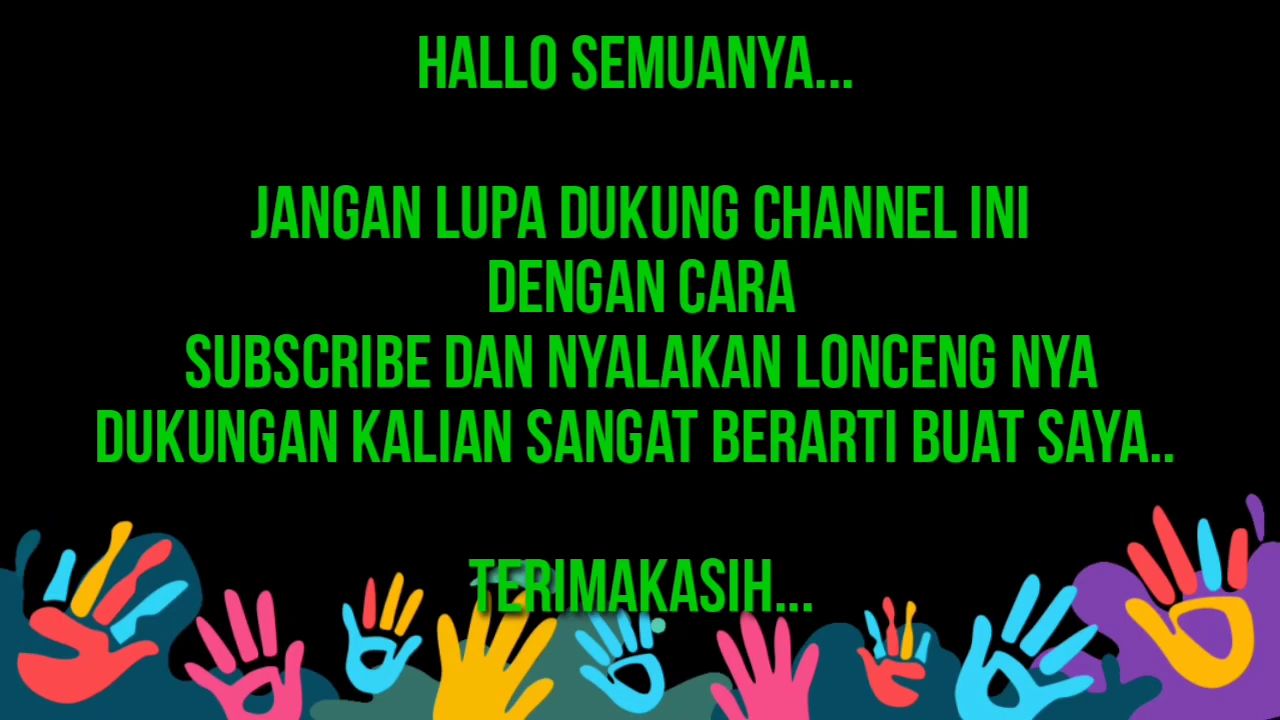 HALLO SEMUANYA...
JANGAN LUPA DUKUNG CHANNEL INI
DENGAN CARA
SUBSCRIBE DAN NYALAKAN LONCENG NYA
DUKUNGAN KALIAN SANGAT BERARTI BUAT SAYA..
TERIMAKASIH...